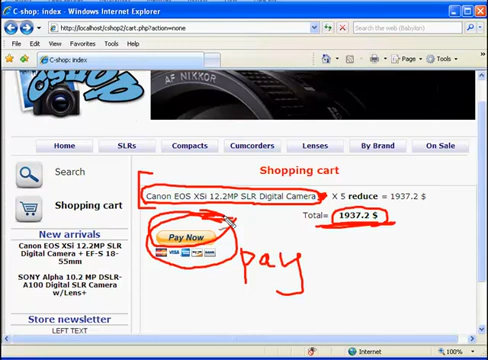 C-shop: index - Windows Internet Explorer
http://localhost/cshop2/cart.php?action=none
Search the web (Babylon)
File Edit View Favorites Tools Help
C-shop: index
Page Tools
Cshop
AF NIKKOR
Home SLRs Compacts Cumcorders Lenses By Brand On Sale
Search
Shopping cart
New arrivals
Canon EOS XSi 12.2MP SLR
Digital Camera + EF-S 18-
55mm
SONY Alpha 10.2 MP DSLR-
A100 Digital SLR Camera
w/Lens+
Store newsletter
LEFT TEXT
Shopping cart
Canon EOS XSi 12.2MP SLR Digital Camera X 5 reduce = 1937.2 $
Total= 1937.2 $
Pay Now
pay
Internet 100%